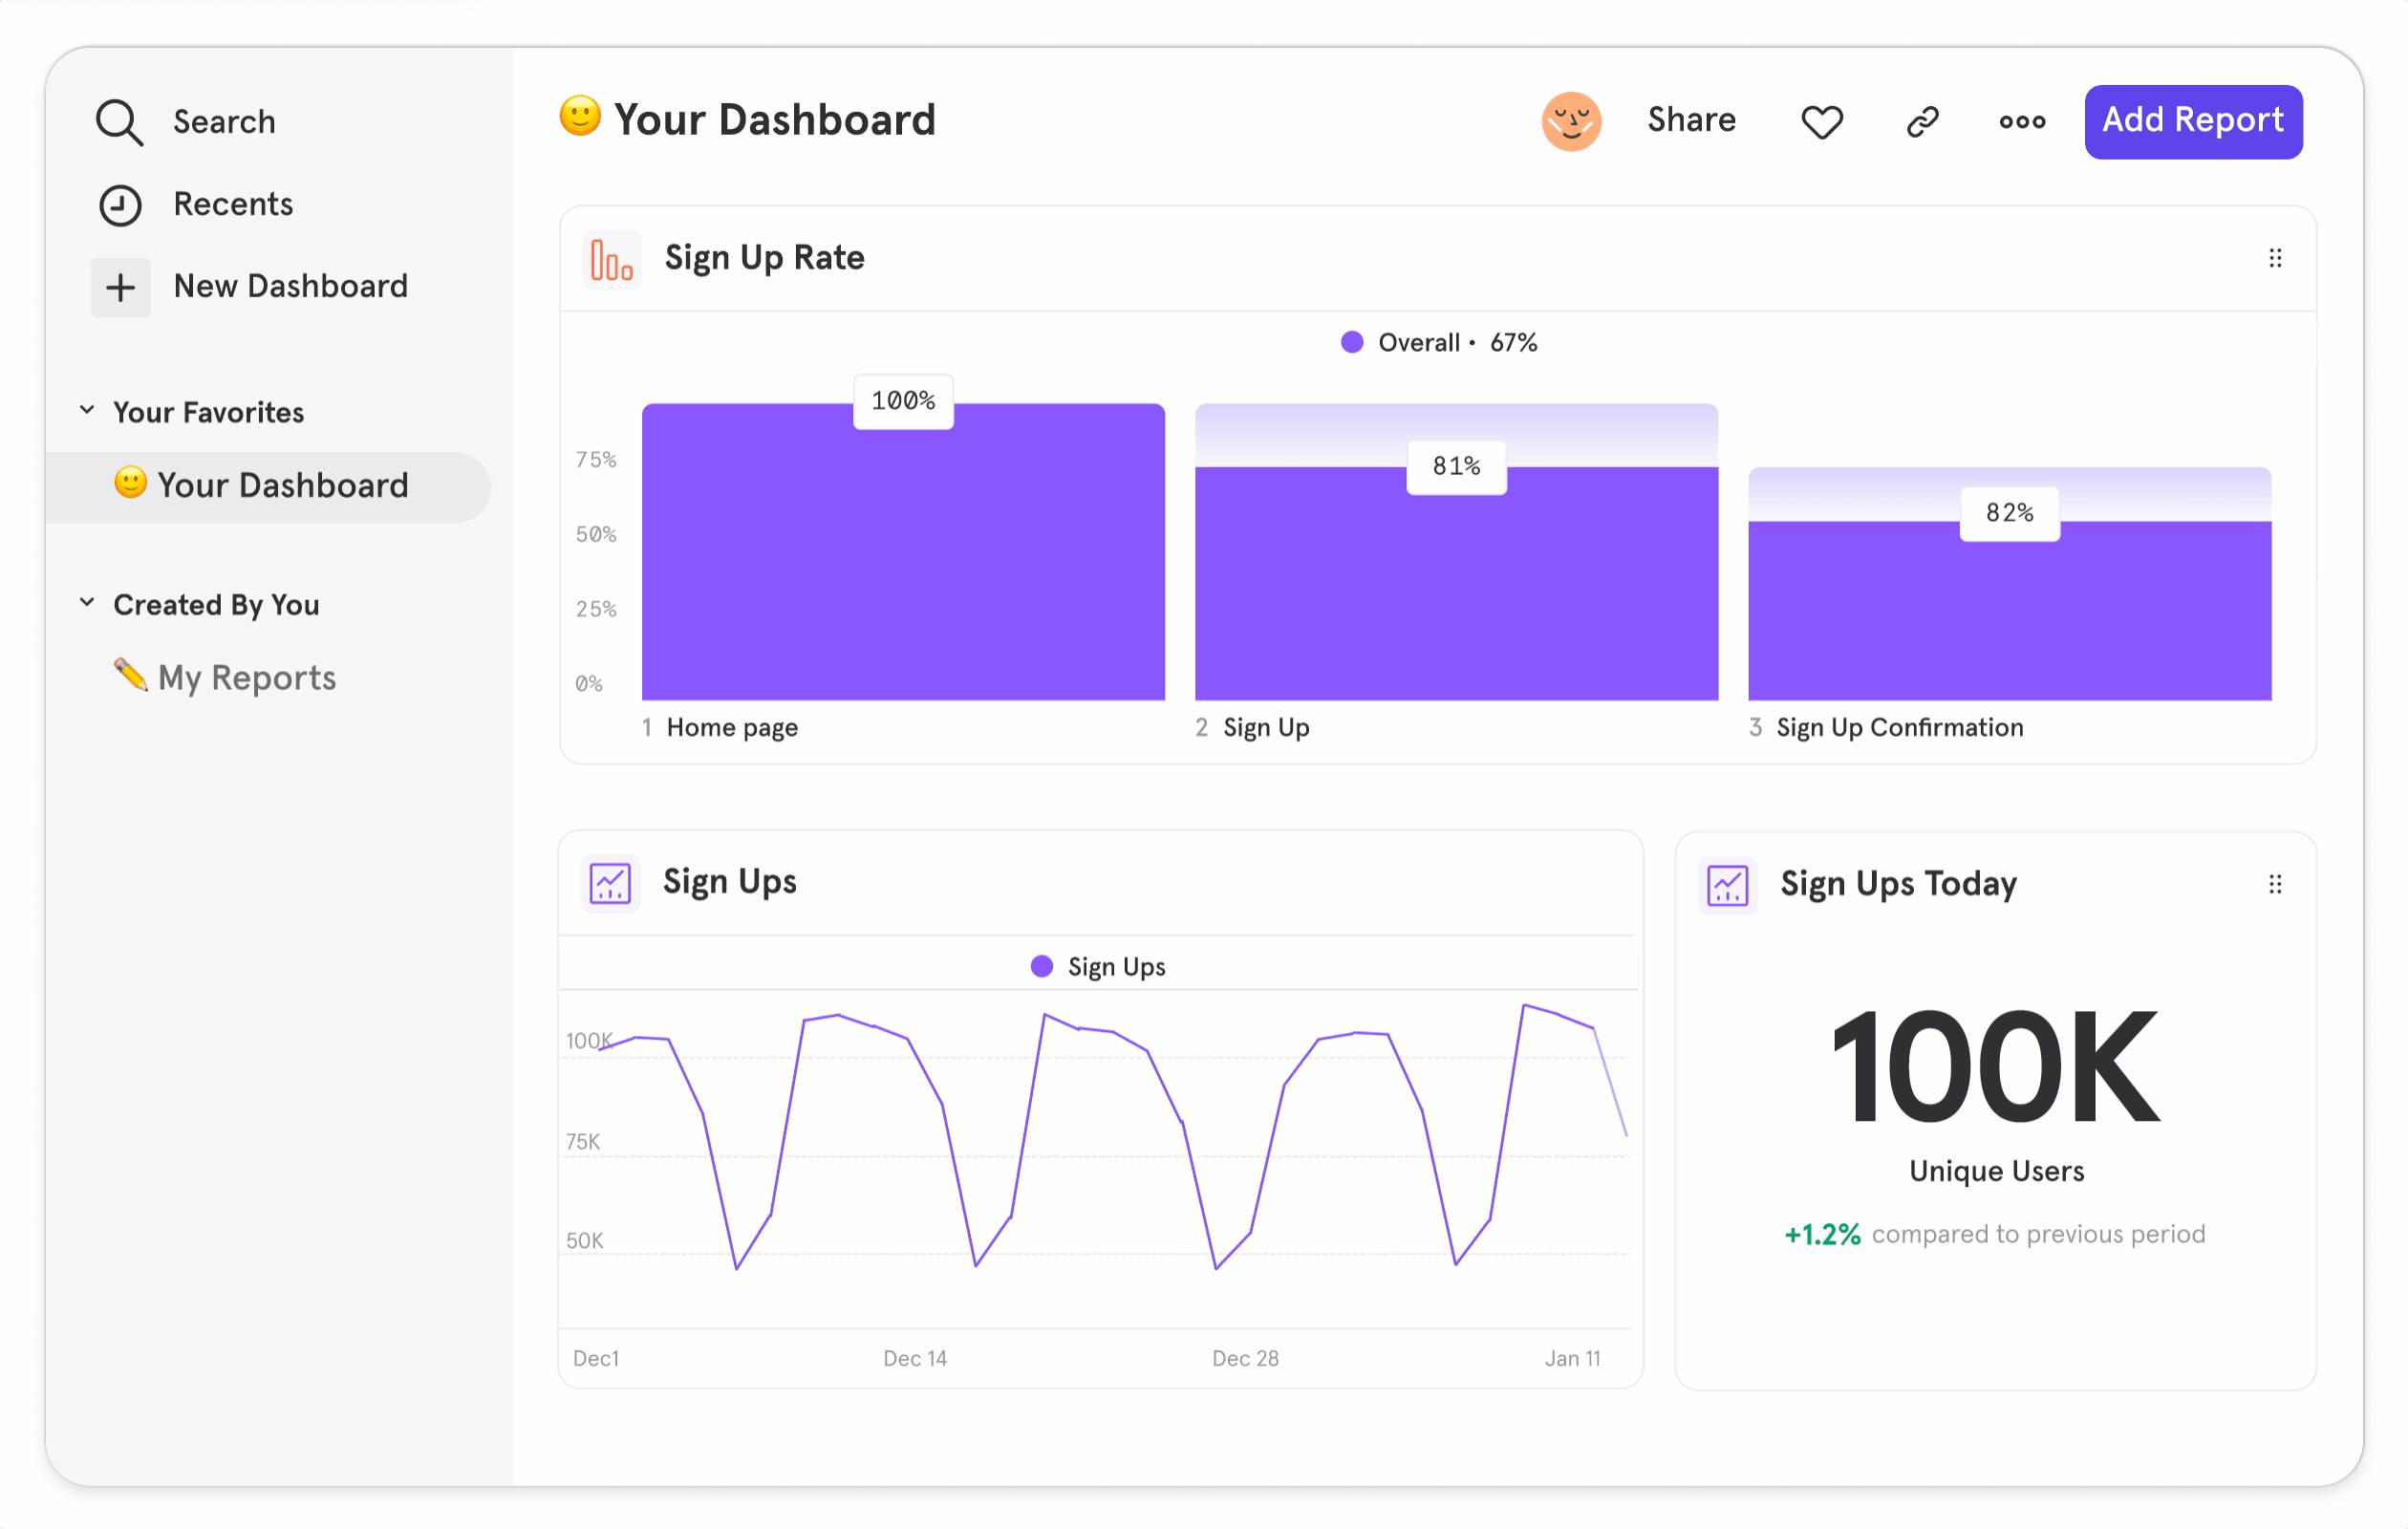 Search
Recents
New Dashboard
Your Favorites
Your Dashboard
Created By You
My Reports
Your Dashboard
Share
Add Report
Sign Up Rate
Overall • 67%
100%
81%
82%
75%
50%
25%
0%
1 Home page
2 Sign Up
3 Sign Up Confirmation
Sign Ups
Sign Ups
100K
75K
50K
Dec1
Dec 14
Dec 28
Jan 11
Sign Ups Today
100K
Unique Users
+1.2% compared to previous period